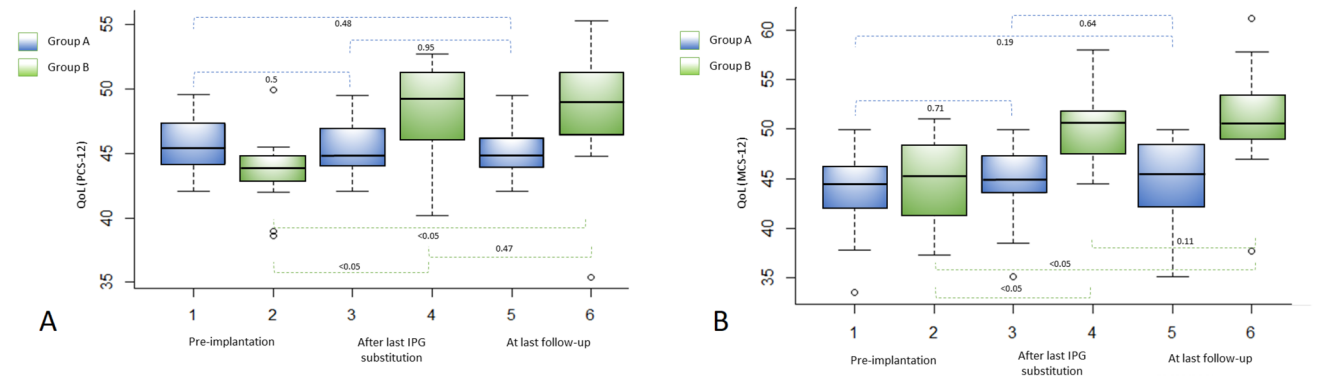 Group A
Group B
QoL (PCS-12)
55
50
45
40
35
0.48
0.95
0.5
<0.05
0.47
<0.05
1
2
3
4
5
6
Pre-implantation
After last IPG
substitution
At last follow-up
A
Group A
Group B
QoL (MCS-12)
60
55
50
45
40
35
0.64
0.19
0.71
0.11
<0.05
<0.05
1
2
3
4
5
6
Pre-implantation
After last IPG
substitution
At last follow-up
B